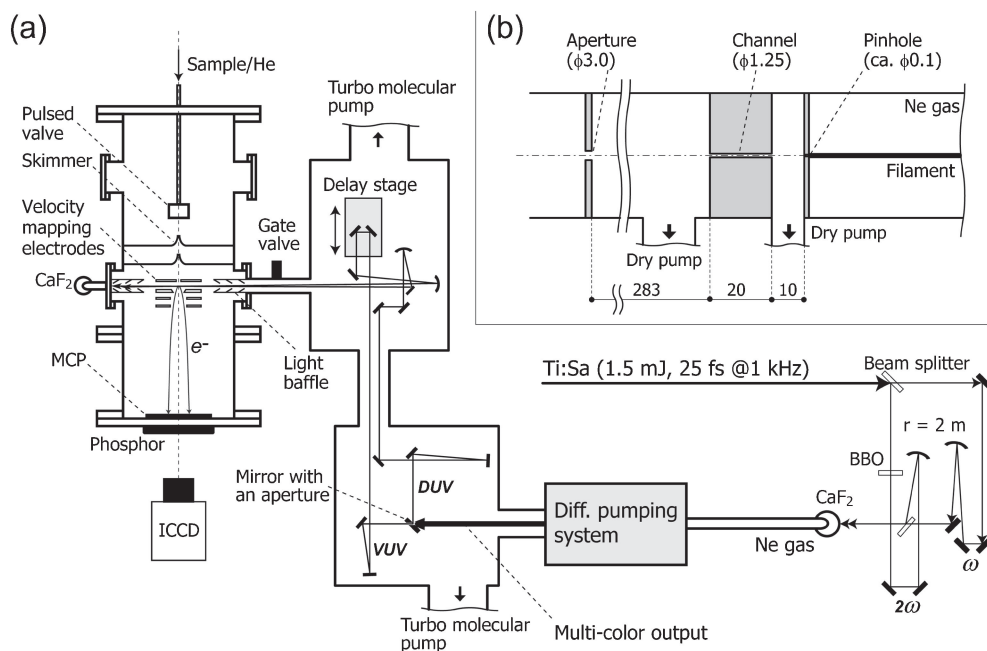 (a)
Sample/He
Pulsed
valve
Skimmer
Velocity
mapping
electrodes
CaF2
MCP
Phosphor
ICCD
e-
Light
baffle
Gate
valve
Turbo molecular
pump
Delay stage
Mirror with
an aperture
DUV
VUV
Turbo molecular
pump
Multi-color output
Diff. pumping
system
Ne gas
CaF2
Ti:Sa (1.5 mJ, 25 fs @1 kHz)
Beam splitter
r = 2 m
BBO
ω
2ω
(b)
Aperture
(ϕ3.0)
Channel
(ϕ1.25)
Pinhole
(ca. ϕ0.1)
Ne gas
Filament
Dry pump
Dry pump
283
20
10